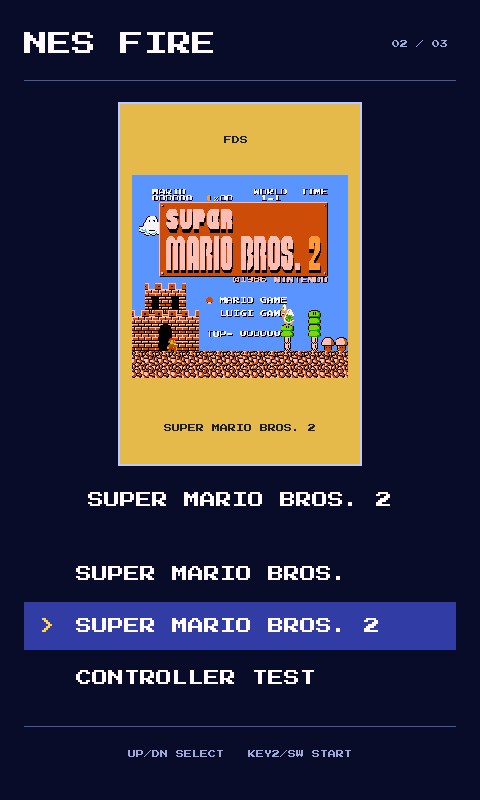 NES FIRE
02 / 03
FDS
MARIO WORLD TIME
1-1
SUPER
MARIO BROS. 2
©1986 NINTENDO
MARIO GAME
LUIGI GAME
TOP- 000000
SUPER MARIO BROS. 2
SUPER MARIO BROS. 2
SUPER MARIO BROS.
> SUPER MARIO BROS. 2
CONTROLLER TEST
UP/DN SELECT KEY2/SW START